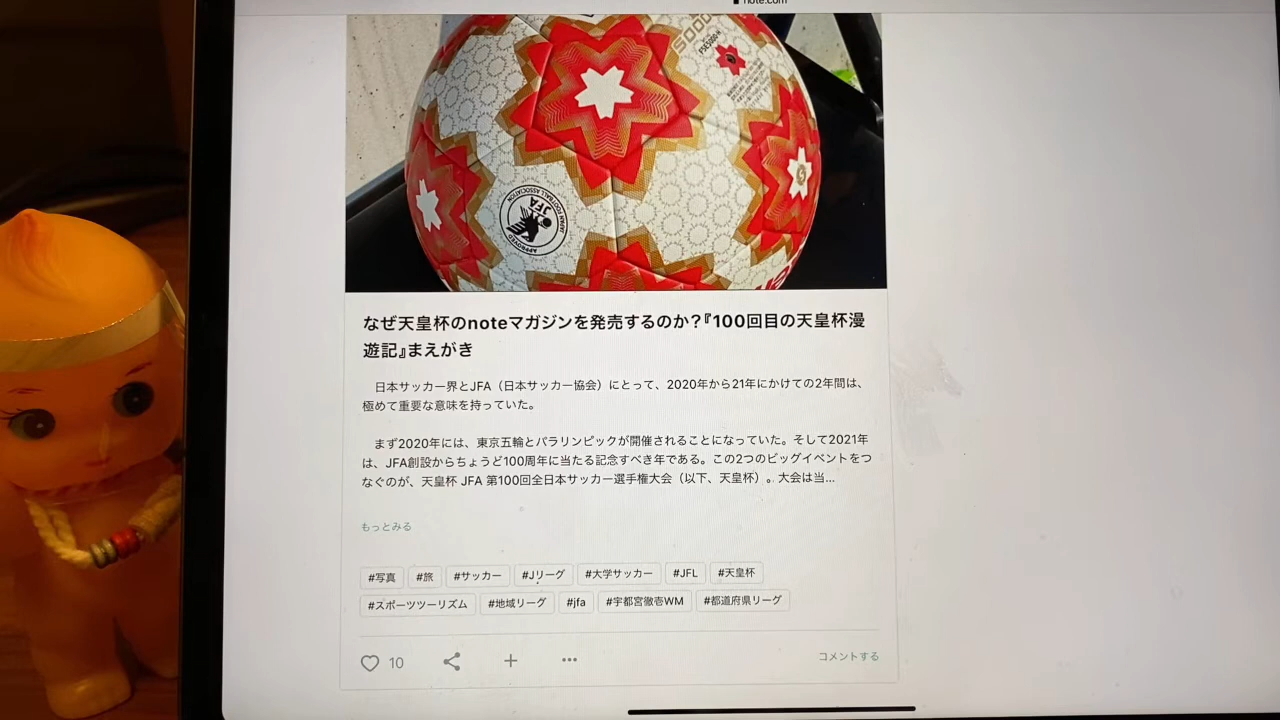 note.com
5000
JAPAN FOOTBALL ASSOCIATION
JFA
APPROVED
なぜ天皇杯のnoteマガジンを発売するのか?『100回目の天皇杯漫
遊記』まえがき
日本サッカー界とJFA(日本サッカー協会)にとって、2020年から21年にかけての2年間は、
極めて重要な意味を持っていた。
まず2020年には、東京五輪とパラリンピックが開催されることになっていた。そして2021年
は、JFA創設からちょうど100周年に当たる記念すべき年である。この2つのビッグイベントをつ
なぐのが、天皇杯 JFA 第100回全日本サッカー選手権大会(以下、天皇杯)。大会は当...
もっとみる
#写真 #旅 #サッカー #Jリーグ #大学サッカー #JFL #天皇杯
#スポーツツーリズム #地域リーグ #jfa #宇都宮徹壱WM #都道府県リーグ
10 コメントする